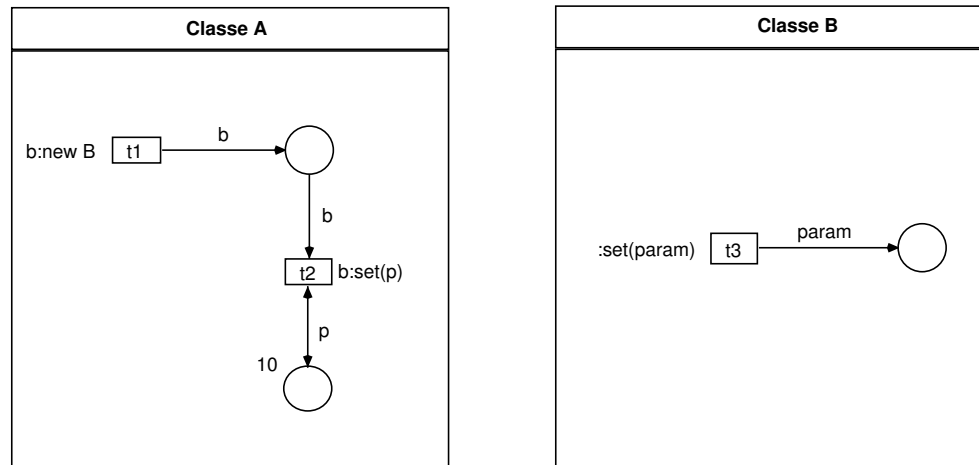 Classe A
b:new B
t1
b
b
t2
b:set(p)
p
10
Classe B
:set(param)
t3
param